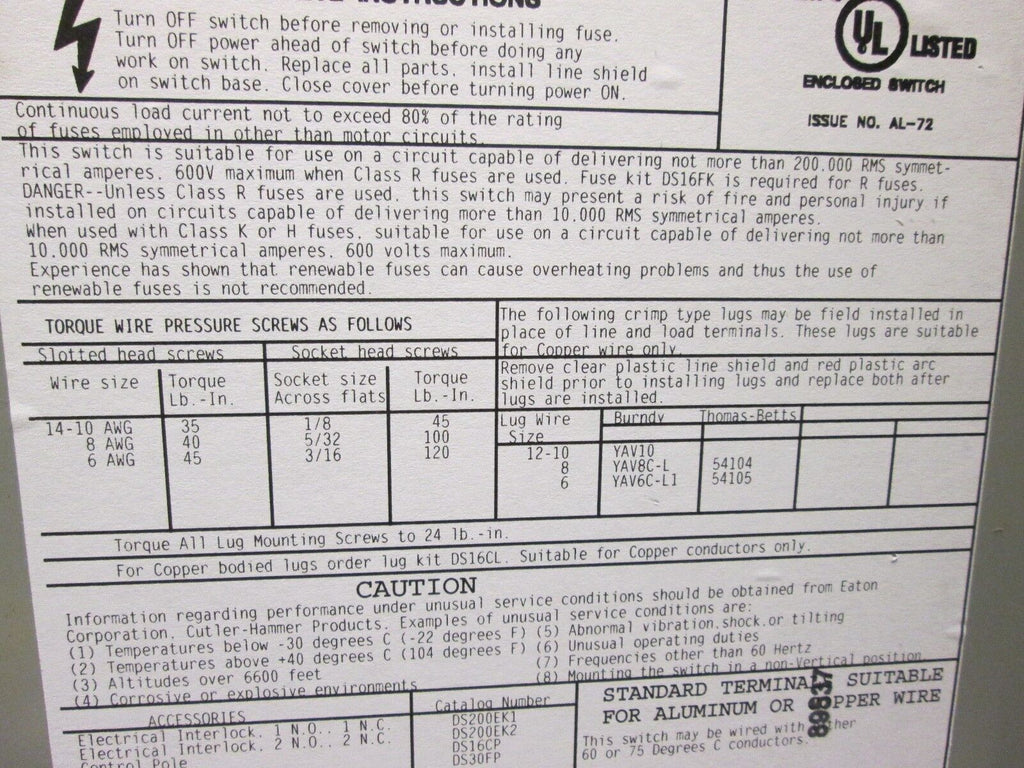 INSTRUCTIONS
Turn OFF switch before removing or installing fuse.
Turn OFF power ahead of switch before doing any
work on switch. Replace all parts. install line shield
on switch base. Close cover before turning power ON.
UL LISTED
ENCLOSED SWITCH
ISSUE NO. AL-72
Continuous load current not to exceed 80% of the rating
of fuses employed in other than motor circuits.
This switch is suitable for use on a circuit capable of delivering not more than 200.000 RMS symmet-
rical amperes. 600V maximum when Class R fuses are used. Fuse kit DS16FK is required for R fuses.
DANGER--Unless Class R fuses are used. this switch may present a risk of fire and personal injury if
installed on circuits capable of delivering more than 10.000 RMS symmetrical amperes.
When used with Class K or H fuses. suitable for use on a circuit capable of delivering not more than
10.000 RMS symmetrical amperes. 600 volts maximum.
Experience has shown that renewable fuses can cause overheating problems and thus the use of
renewable fuses is not recommended.
TORQUE WIRE PRESSURE SCREWS AS FOLLOWS
Slotted head screws Socket head screws
Wire size Torque Lb.-In. Socket size Across flats Torque Lb.-In.
14-10 AWG 35 1/8 45
8 AWG 40 5/32 100
6 AWG 45 3/16 120
The following crimp type lugs may be field installed in
place of line and load terminals. These lugs are suitable
for Copper wire only.
Remove clear plastic line shield and red plastic arc
shield prior to installing lugs and replace both after
lugs are installed.
Lug Wire Size Burndy Thomas-Betts
12-10 YAV10
8 YAV8C-L 54104
6 YAV6C-L1 54105
Torque All Lug Mounting Screws to 24 lb.-in.
For Copper bodied lugs order lug kit DS16CL. Suitable for Copper conductors only.
CAUTION
Information regarding performance under unusual service conditions should be obtained from Eaton
Corporation. Cutler-Hammer Products. Examples of unusual service conditions are:
(1) Temperatures below -30 degrees C (-22 degrees F)
(2) Temperatures above +40 degrees C (104 degrees F)
(3) Altitudes over 6600 feet
(4) Corrosive or explosive environments
(5) Abnormal vibration.shock.or tilting
(6) Unusual operating duties
(7) Frequencies other than 60 Hertz
(8) Mounting the switch in a non-Vertical position
ACCESSORIES Catalog Number
Electrical Interlock. 1 N.O.. 1 N.C. DS200EK1
Electrical Interlock. 2 N.O.. 2 N.C. DS200EK2
Control Pole DS16CP
DS30FP
STANDARD TERMINAL SUITABLE
FOR ALUMINUM OR COPPER WIRE
This switch may be wired with either
60 or 75 Degrees C conductors.